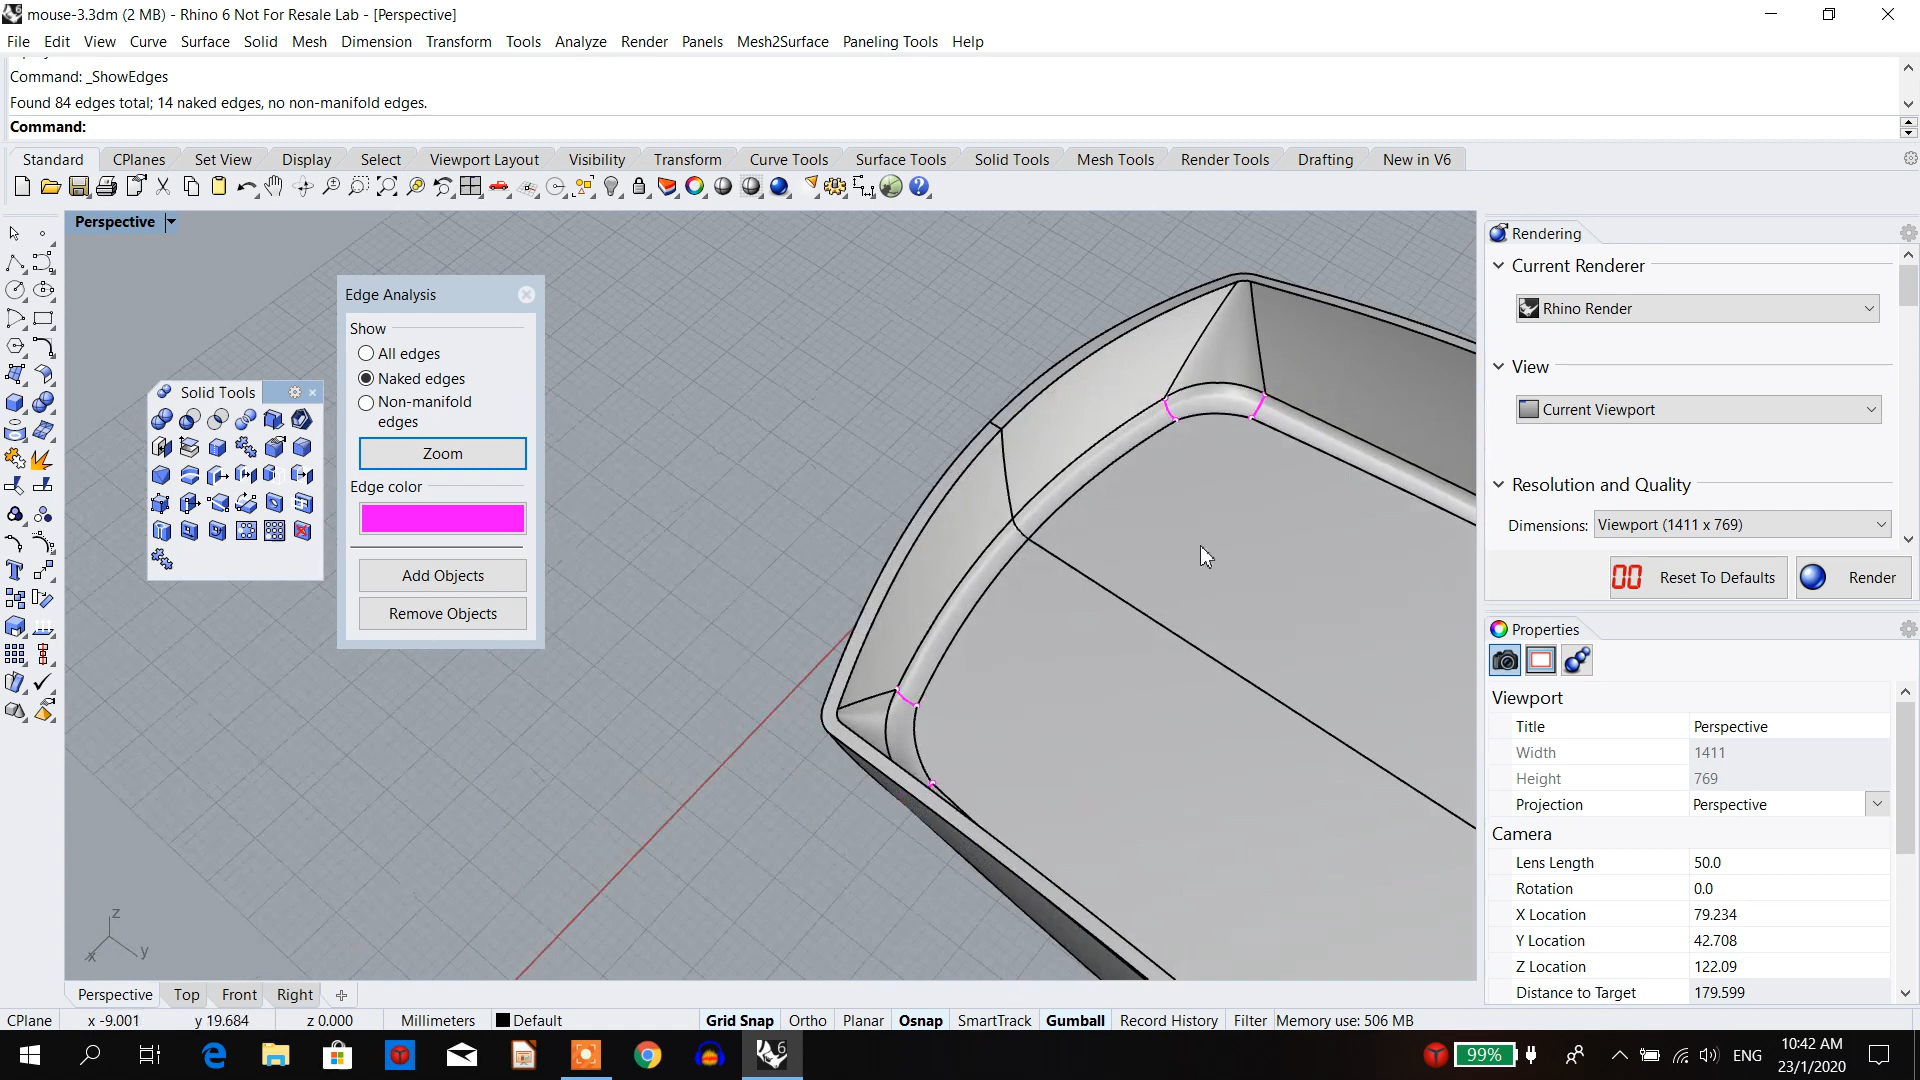 mouse-3.3dm (2 MB) - Rhino 6 Not For Resale Lab - [Perspective]
File Edit View Curve Surface Solid Mesh Dimension Transform Tools Analyze Render Panels Mesh2Surface Paneling Tools Help
Command: _ShowEdges
Found 84 edges total; 14 naked edges, no non-manifold edges.
Command:
Standard CPlanes Set View Display Select Viewport Layout Visibility Transform Curve Tools Surface Tools Solid Tools Mesh Tools Render Tools Drafting New in V6
Perspective
Edge Analysis
Show
All edges
Naked edges
Non-manifold
edges
Zoom
Edge color
Add Objects
Remove Objects
Solid Tools
z
y
x
Rendering
Current Renderer
Rhino Render
View
Current Viewport
Resolution and Quality
Dimensions: Viewport (1411 x 769)
00 Reset To Defaults Render
Properties
Viewport
Title Perspective
Width 1411
Height 769
Projection Perspective
Camera
Lens Length 50.0
Rotation 0.0
X Location 79.234
Y Location 42.708
Z Location 122.09
Distance to Target 179.599
Perspective Top Front Right
CPlane x -9.001 y 19.684 z 0.000 Millimeters Default Grid Snap Ortho Planar Osnap SmartTrack Gumball Record History Filter Memory use: 506 MB
6
99% ENG
10:42 AM
23/1/2020